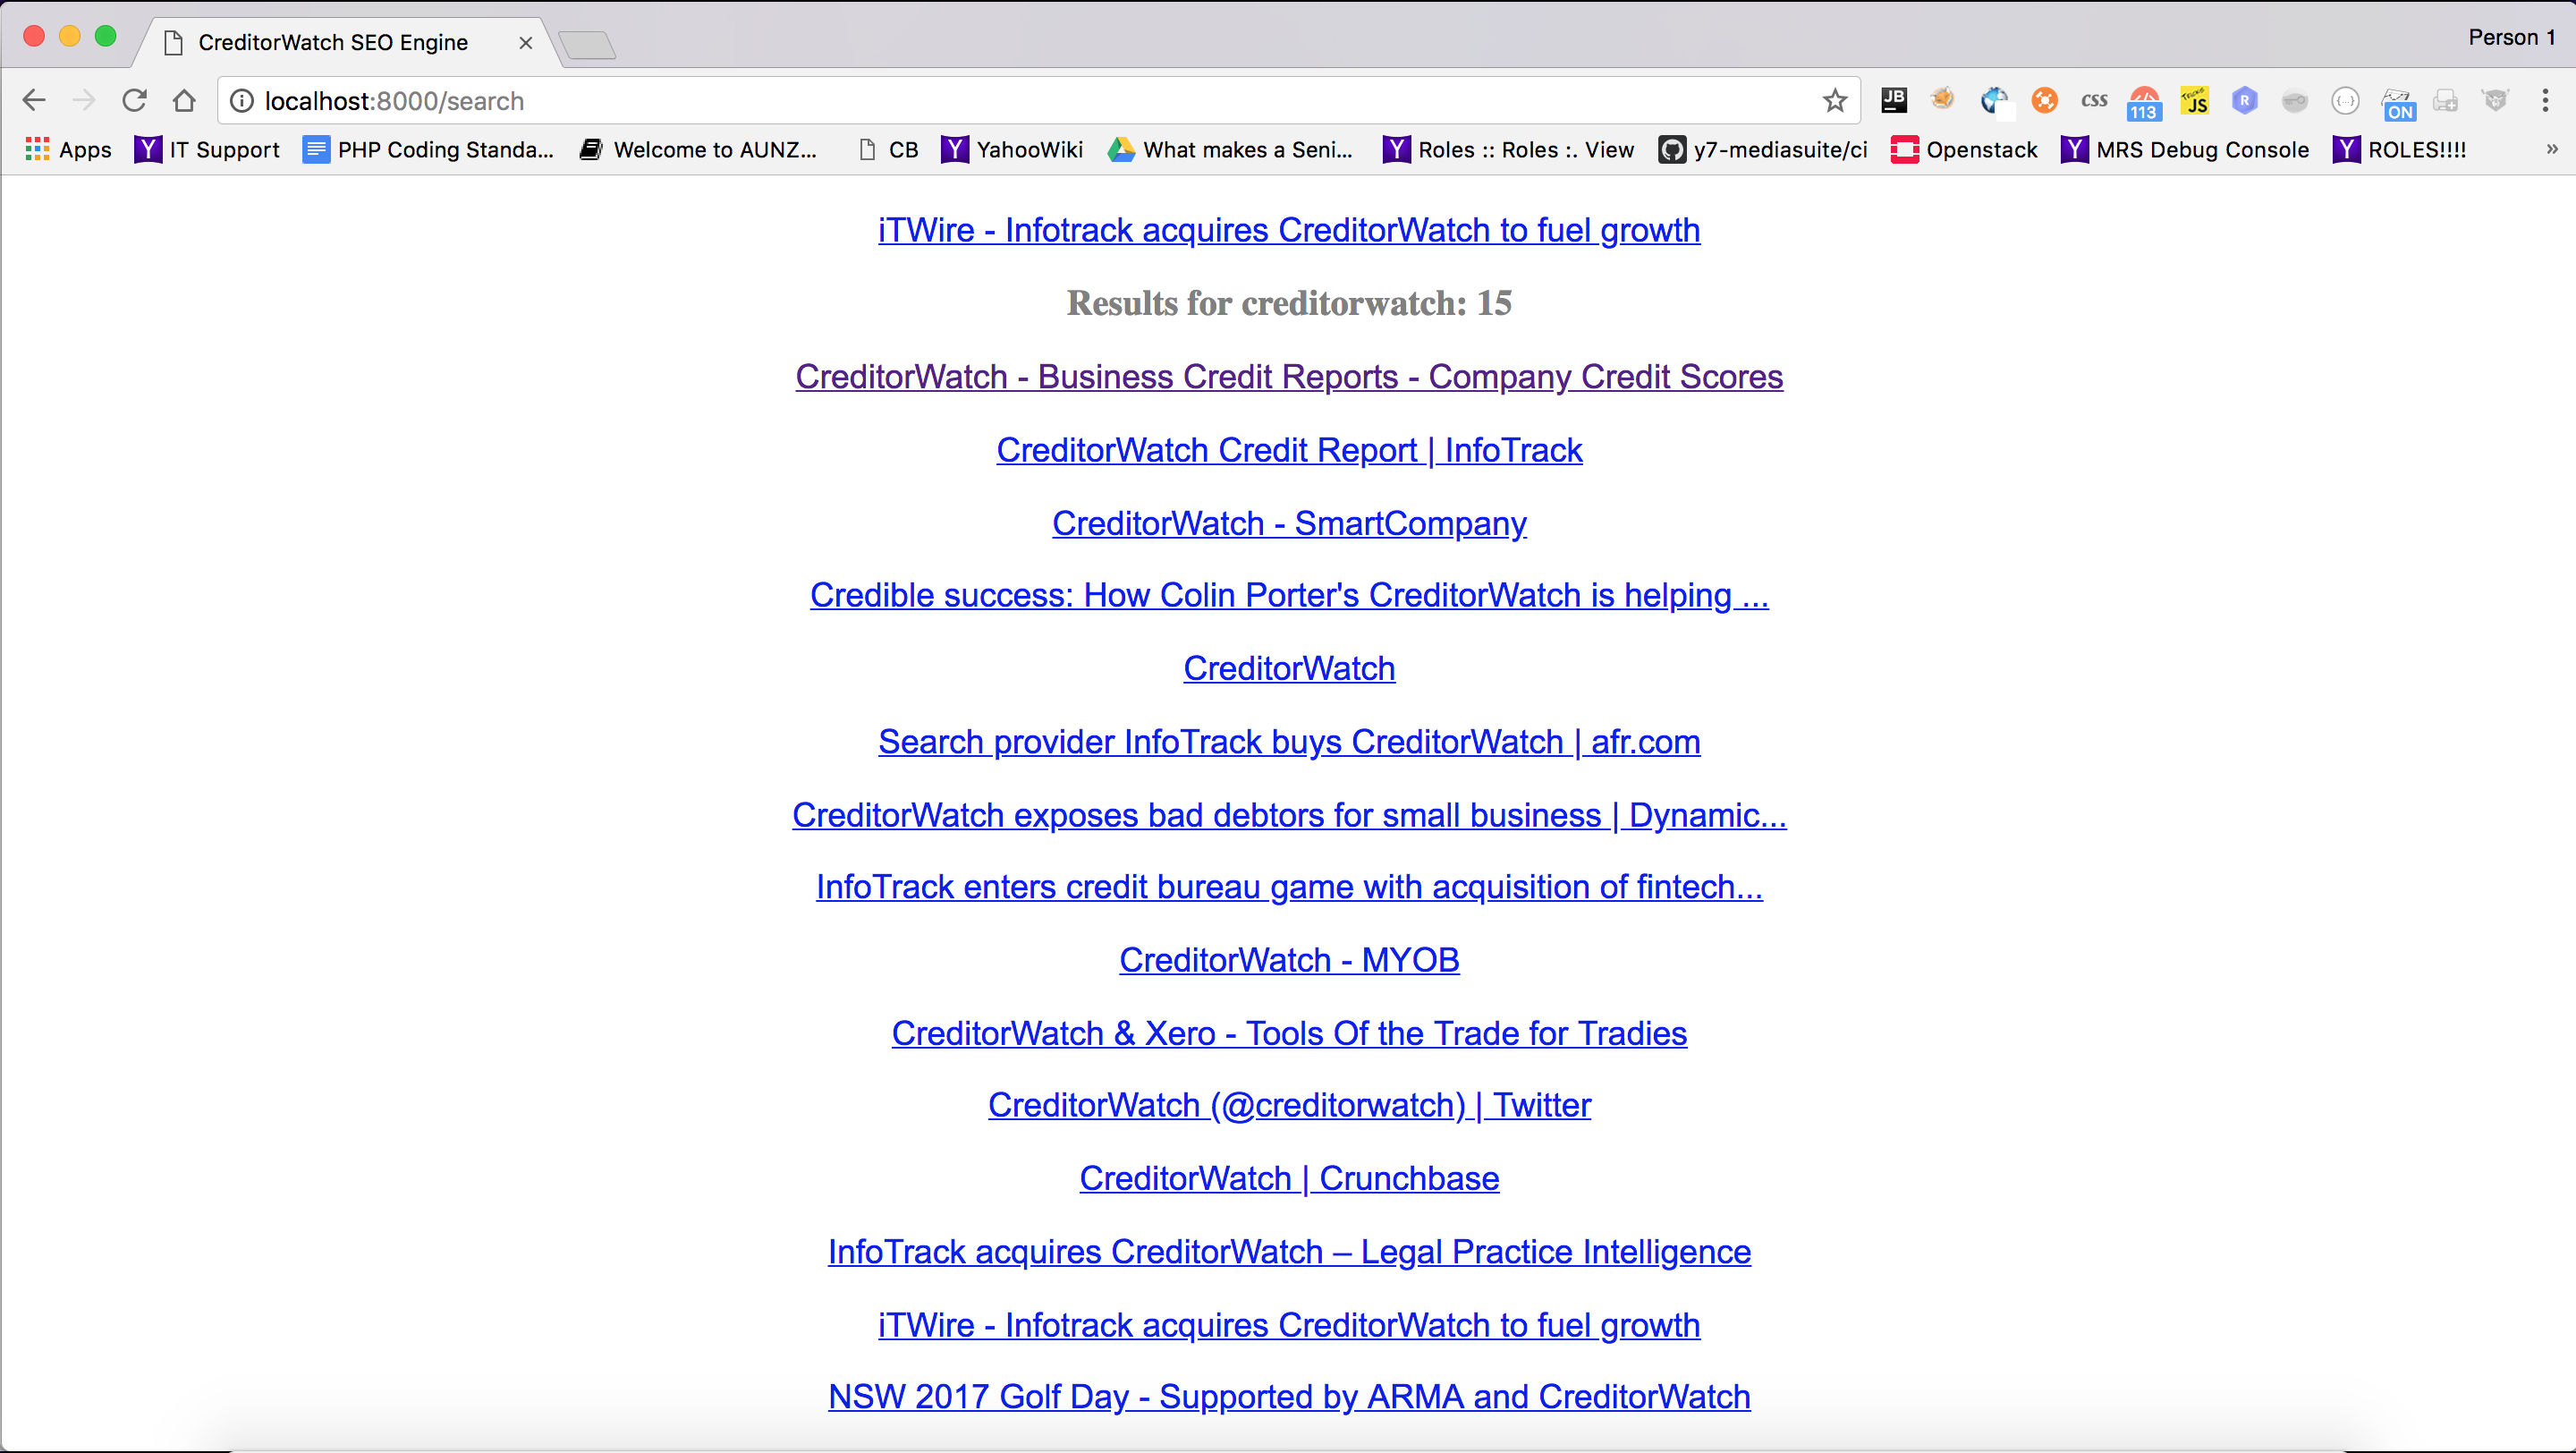 CreditorWatch SEO Engine
Person 1
localhost:8000/search
JB css 113 JS R ON
Apps IT Support PHP Coding Standa... Welcome to AUNZ... CB YahooWiki What makes a Seni... Roles :: Roles :. View y7-mediasuite/ci Openstack MRS Debug Console ROLES!!!! »
iTWire - Infotrack acquires CreditorWatch to fuel growth
Results for creditorwatch: 15
CreditorWatch - Business Credit Reports - Company Credit Scores
CreditorWatch Credit Report | InfoTrack
CreditorWatch - SmartCompany
Credible success: How Colin Porter's CreditorWatch is helping ...
CreditorWatch
Search provider InfoTrack buys CreditorWatch | afr.com
CreditorWatch exposes bad debtors for small business | Dynamic...
InfoTrack enters credit bureau game with acquisition of fintech...
CreditorWatch - MYOB
CreditorWatch & Xero - Tools Of the Trade for Tradies
CreditorWatch (@creditorwatch) | Twitter
CreditorWatch | Crunchbase
InfoTrack acquires CreditorWatch – Legal Practice Intelligence
iTWire - Infotrack acquires CreditorWatch to fuel growth
NSW 2017 Golf Day - Supported by ARMA and CreditorWatch